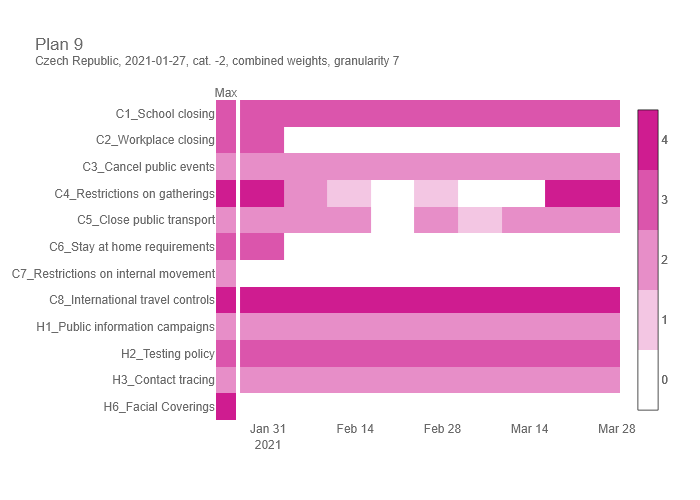 Plan 9
Czech Republic, 2021-01-27, cat. -2, combined weights, granularity 7
Max
C1_School closing
C2_Workplace closing
C3_Cancel public events
C4_Restrictions on gatherings
C5_Close public transport
C6_Stay at home requirements
C7_Restrictions on internal movement
C8_International travel controls
H1_Public information campaigns
H2_Testing policy
H3_Contact tracing
H6_Facial Coverings
4
3
2
1
0
Jan 31 Feb 14 Feb 28 Mar 14 Mar 28
2021